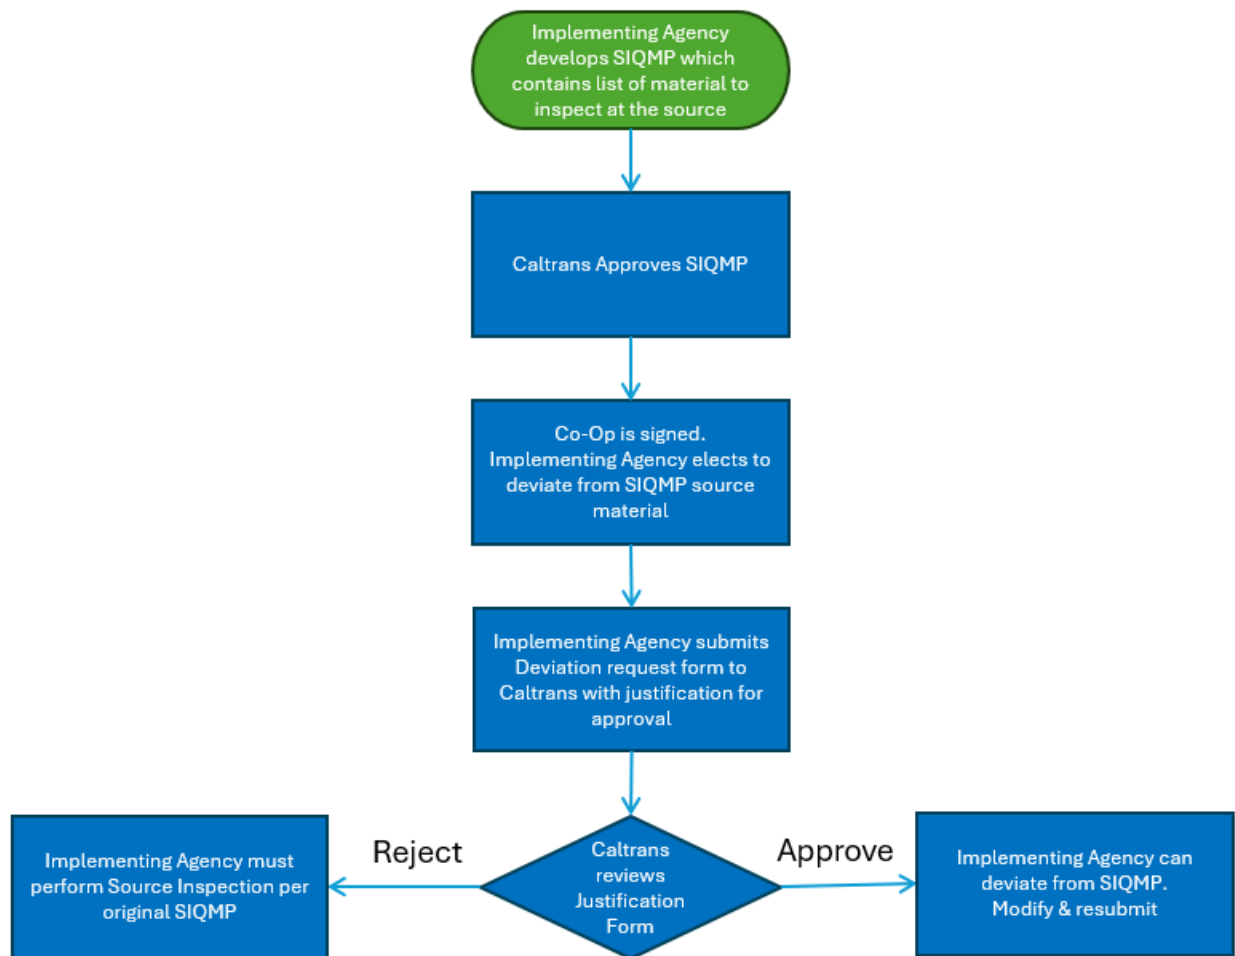 Implementing Agency
develops SIQMP which
contains list of material to
inspect at the source
Caltrans Approves SIQMP
Co-Op is signed.
Implementing Agency elects to
deviate from SIQMP source
material
Implementing Agency submits
Deviation request form to
Caltrans with justification for
approval
Implementing Agency must
perform Source Inspection per
original SIQMP
Reject
Caltrans
reviews
Justification
Form
Approve
Implementing Agency can
deviate from SIQMP.
Modify & resubmit